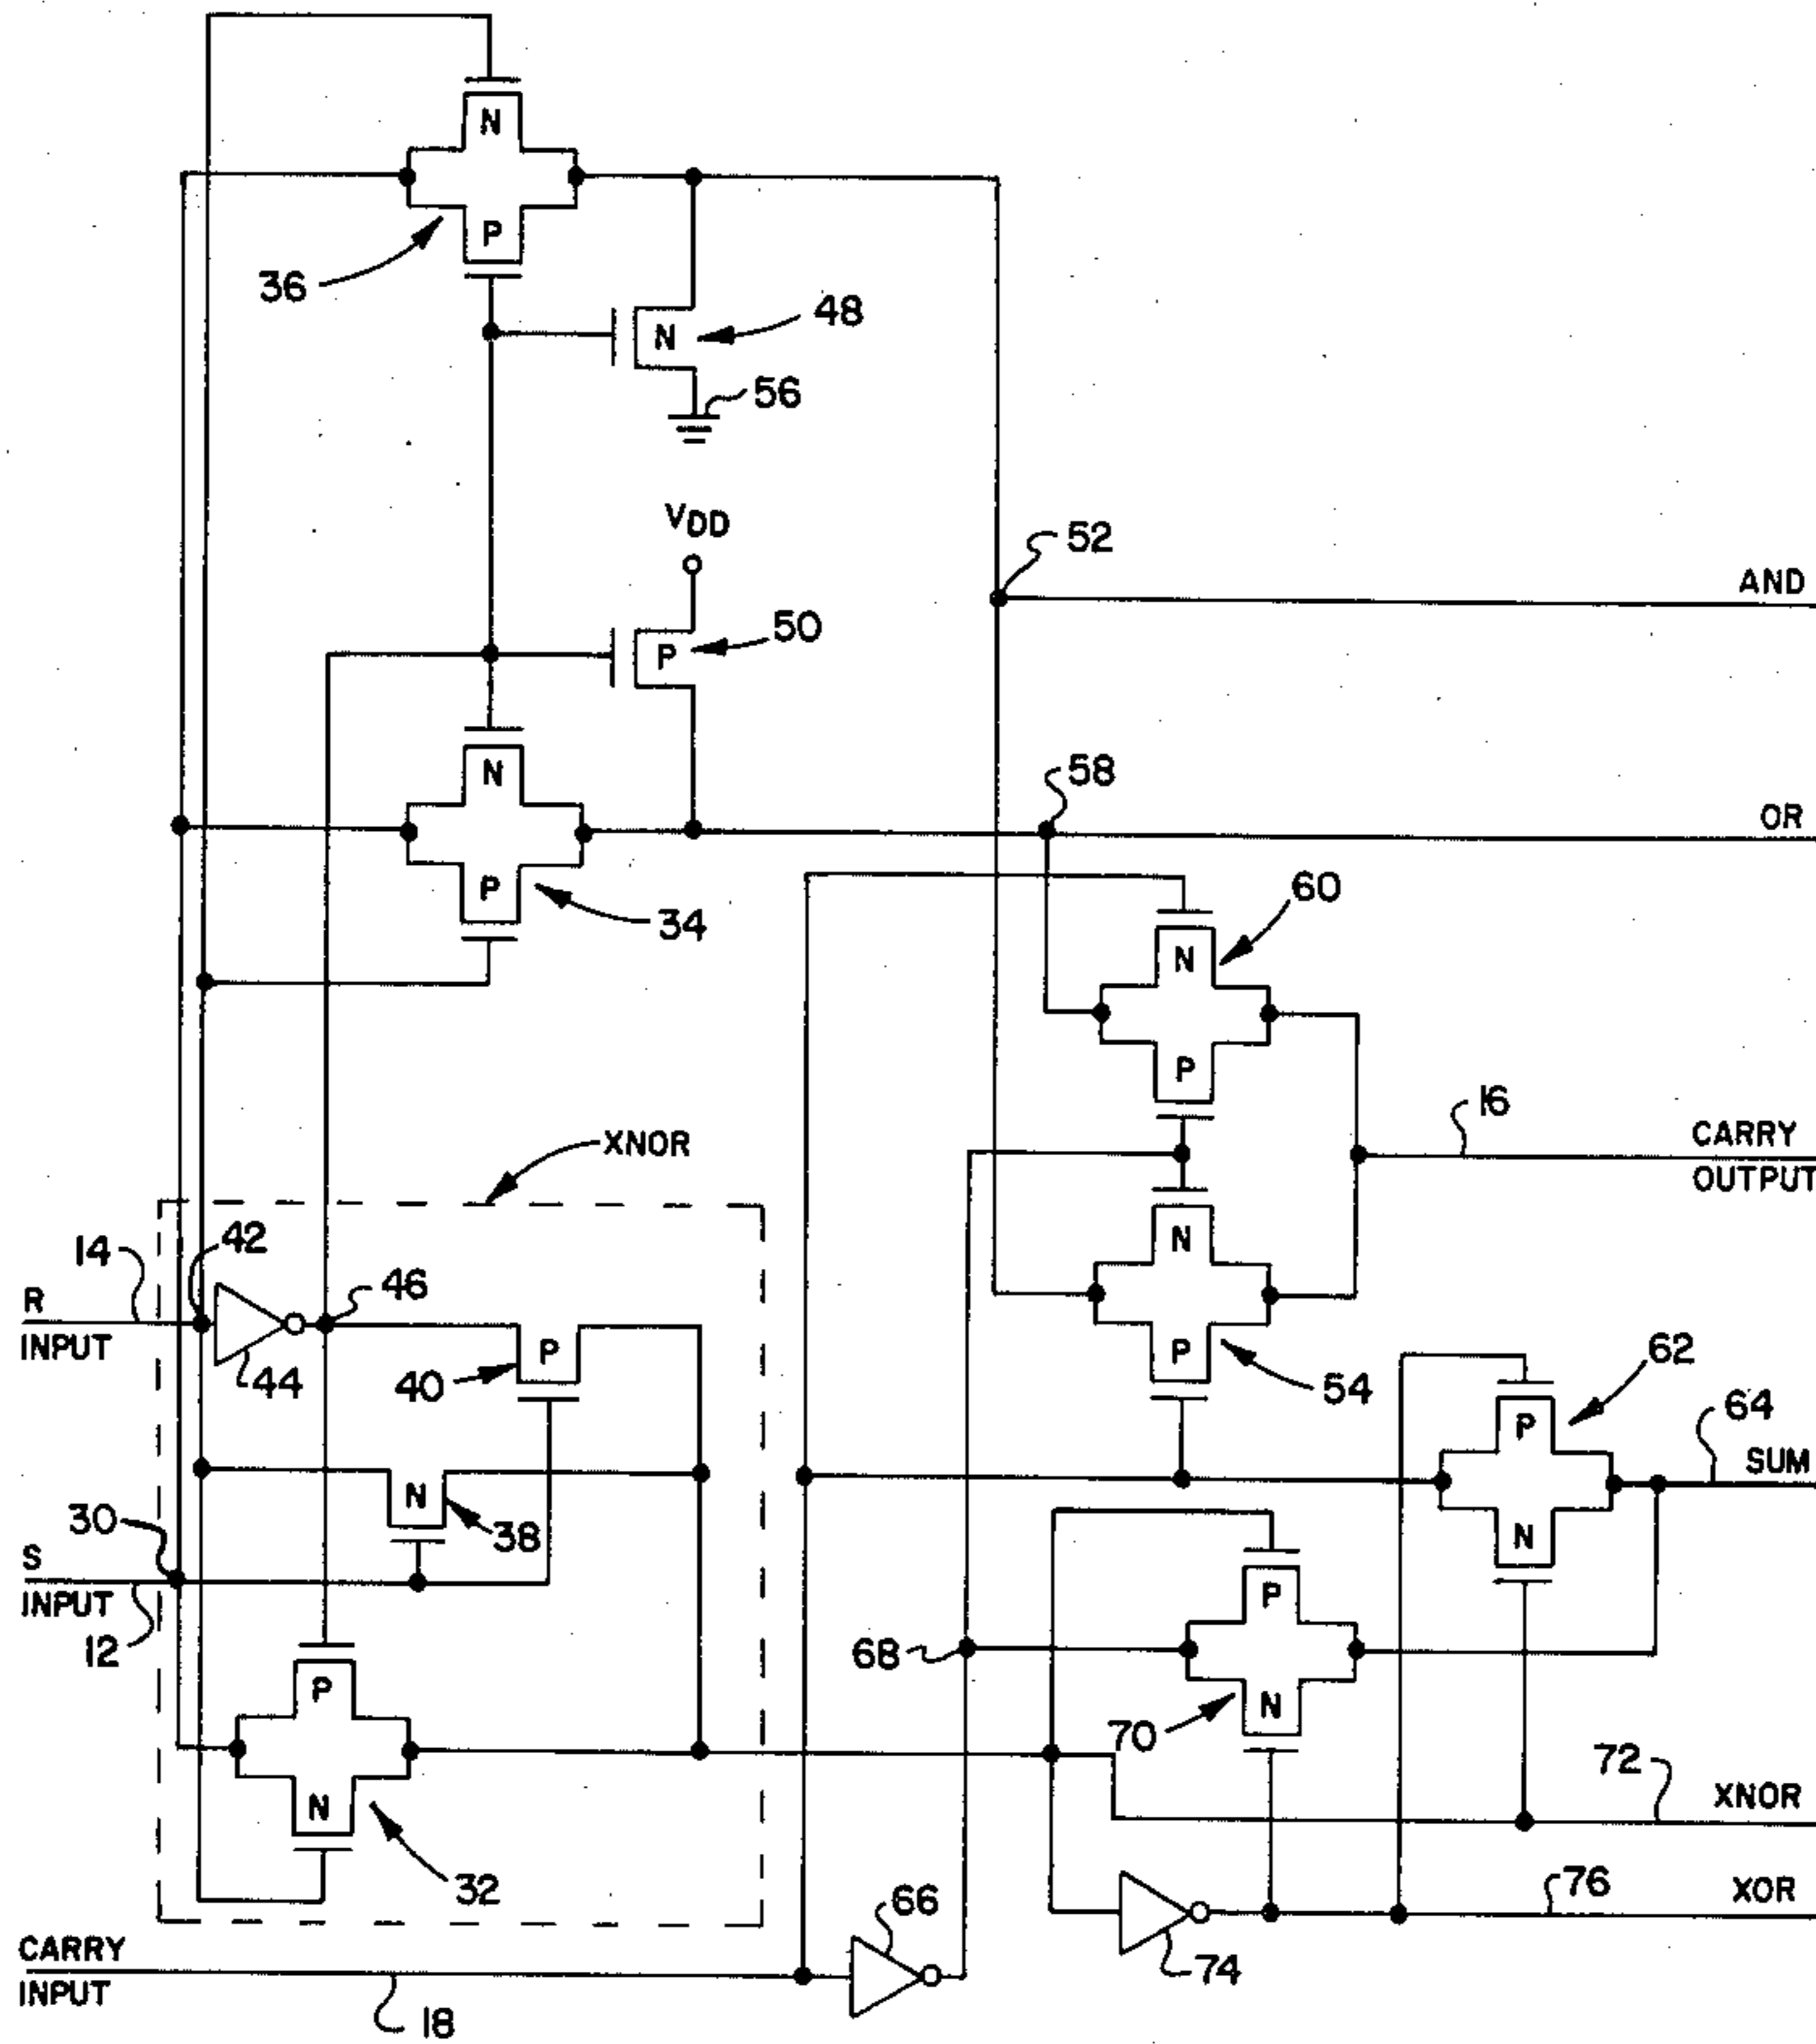 N
P
36
N
48
56
VDD
52
AND
P
50
N
58
OR
P
34
60
N
P
XNOR
16
CARRY
OUTPUT
14
42
46
N
R
INPUT
44
40
P
P
54
62
64
P
SUM
30
N
38
S
INPUT
12
N
P
68
P
70
N
72
XNOR
N
32
66
76
XOR
74
CARRY
INPUT
18